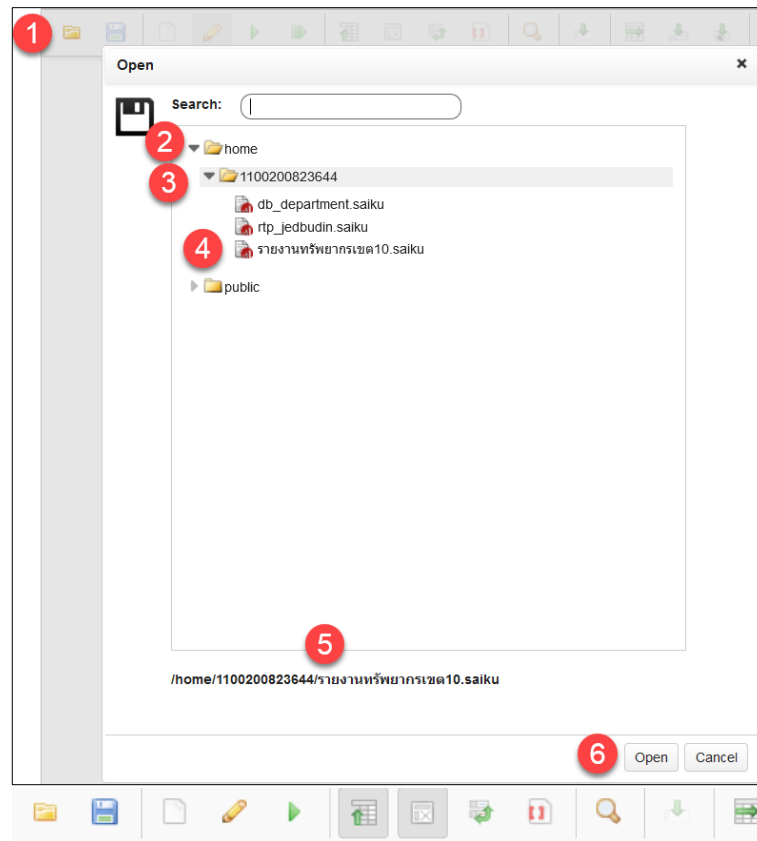 1
Open
Search:
2
home
3
1100200823644
db_department.saiku
rtp_jedbudin.saiku
4
รายงานทรัพยากรเขต10.saiku
public
5
/home/1100200823644/รายงานทรัพยากรเขต10.saiku
6
Open
Cancel